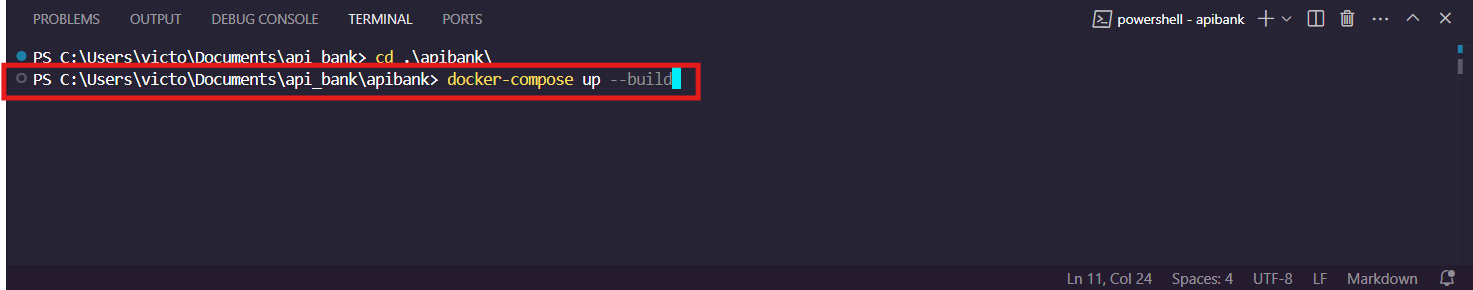 PROBLEMS OUTPUT DEBUG CONSOLE TERMINAL PORTS powershell - apibank
PS C:\Users\victo\Documents\api_bank> cd .\apibank\
PS C:\Users\victo\Documents\api_bank\apibank> docker-compose up --build
Ln 11, Col 24 Spaces: 4 UTF-8 LF Markdown